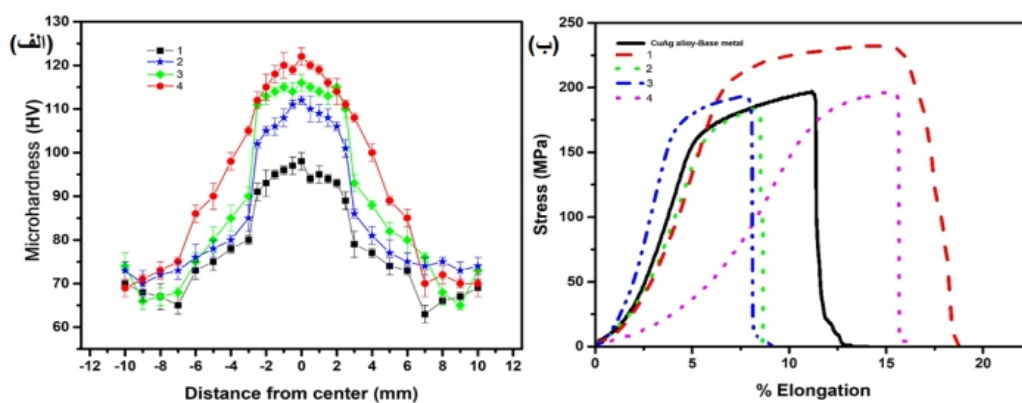 (الف)
Microhardness (HV)
130
120
110
100
90
80
70
60
1
2
3
4
-12 -10 -8 -6 -4 -2 0 2 4 6 8 10 12
Distance from center (mm)
(ب)
Stress (MPa)
250
200
150
100
50
0
CuAg alloy-Base metal
1
2
3
4
0 5 10 15 20
% Elongation